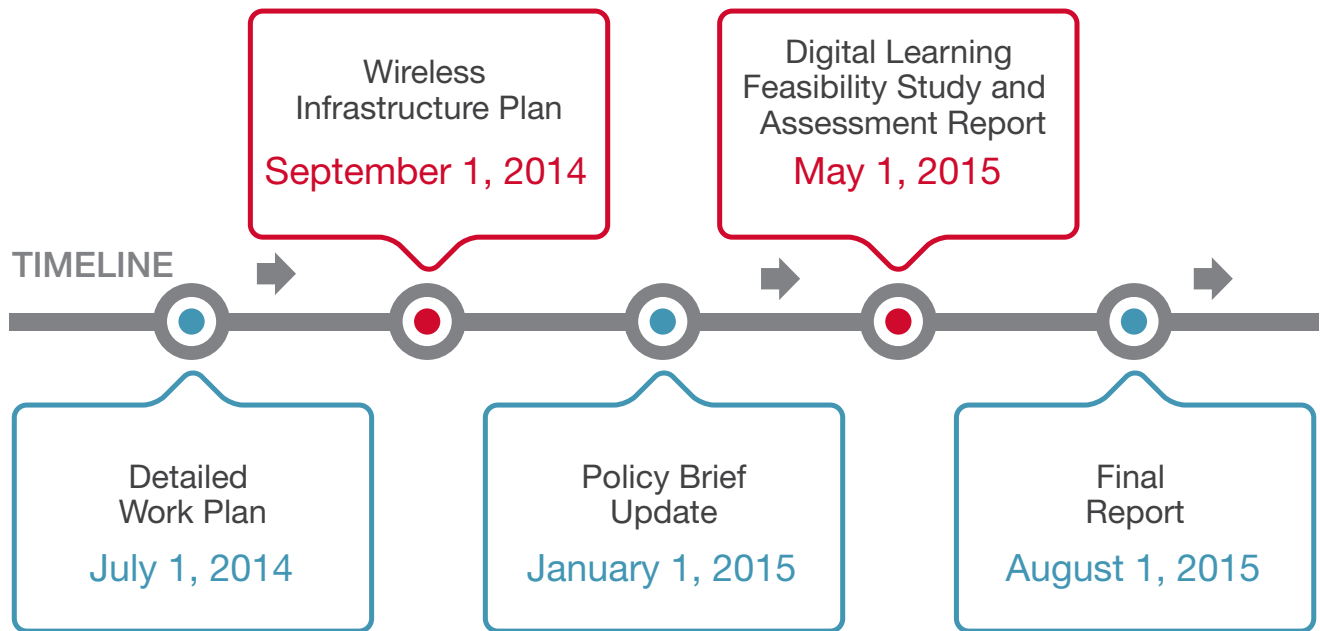 Wireless
Infrastructure Plan
September 1, 2014
Digital Learning
Feasibility Study and
Assessment Report
May 1, 2015
TIMELINE
Detailed
Work Plan
July 1, 2014
Policy Brief
Update
January 1, 2015
Final
Report
August 1, 2015